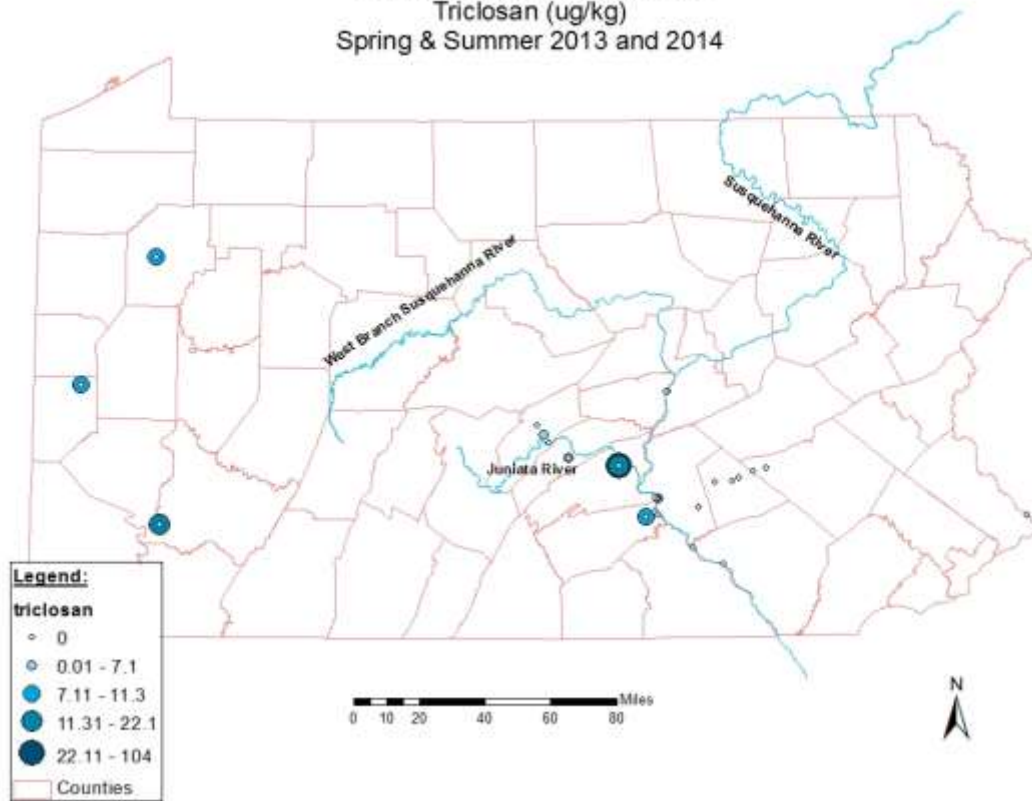 Triclosan (ug/kg)
Spring & Summer 2013 and 2014
Susquehanna River
West Branch Susquehanna River
Juniata River
Legend:
triclosan
0
0.01 - 7.1
7.11 - 11.3
11.31 - 22.1
22.11 - 104
Counties
Miles
0 10 20 40 60 80
N